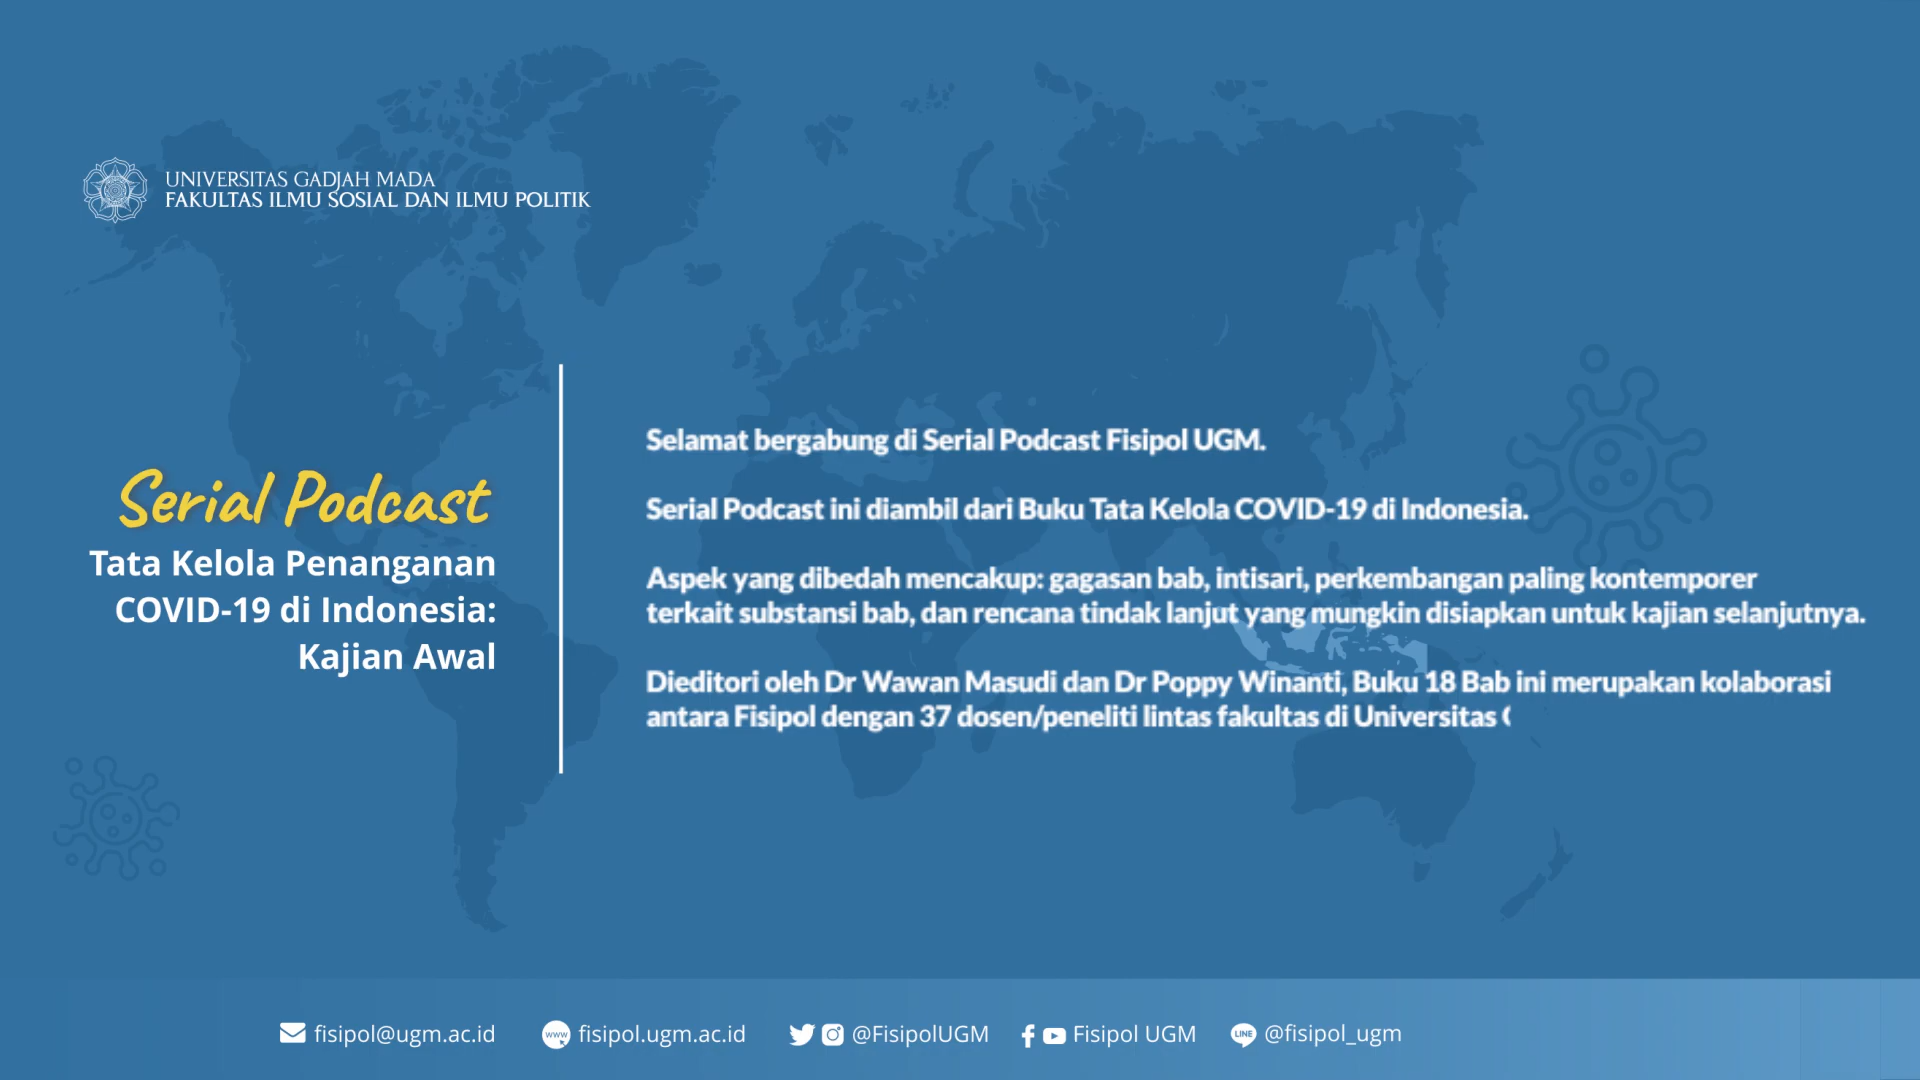 UNIVERSITAS GADJAH MADA
FAKULTAS ILMU SOSIAL DAN ILMU POLITIK
Serial Podcast
Tata Kelola Penanganan
COVID-19 di Indonesia:
Kajian Awal
Selamat bergabung di Serial Podcast Fisipol UGM.
Serial Podcast ini diambil dari Buku Tata Kelola COVID-19 di Indonesia.
Aspek yang dibedah mencakup: gagasan bab, intisari, perkembangan paling kontemporer
terkait substansi bab, dan rencana tindak lanjut yang mungkin disiapkan untuk kajian selanjutnya.
Dieditori oleh Dr Wawan Masudi dan Dr Poppy Winanti, Buku 18 Bab ini merupakan kolaborasi
antara Fisipol dengan 37 dosen/peneliti lintas fakultas di Universitas
fisipol@ugm.ac.id
www fisipol.ugm.ac.id
@FisipolUGM
Fisipol UGM
LINE @fisipol_ugm